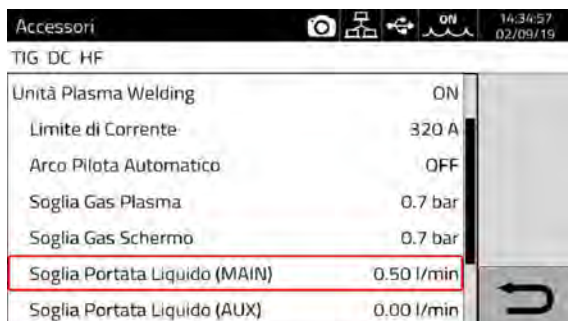 Accessori ON 14:34:57
02/09/19
TIG DC HF
Unità Plasma Welding ON
Limite di Corrente 320 A
Arco Pilota Automatico OFF
Soglia Gas Plasma 0.7 bar
Soglia Gas Schermo 0.7 bar
Soglia Portata Liquido (MAIN) 0.50 l/min
Soglia Portata Liquido (AUX) 0.00 l/min